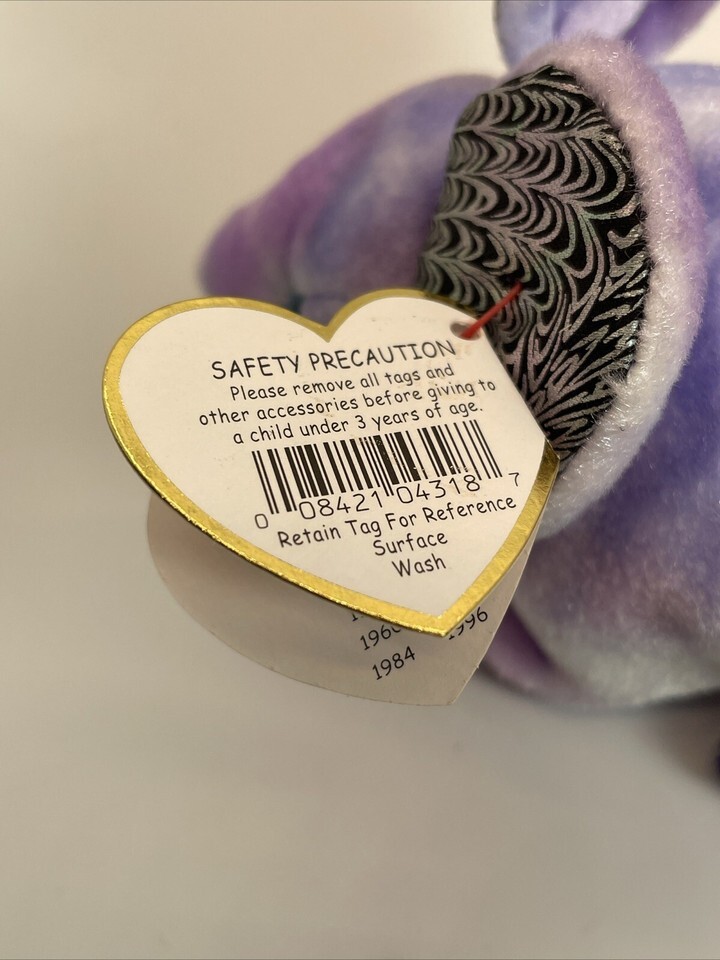 SAFETY PRECAUTION
Please remove all tags and
other accessories before giving to
a child under 3 years of age.
0 08421 04318 7
Retain Tag For Reference
Surface
Wash
1996
1984